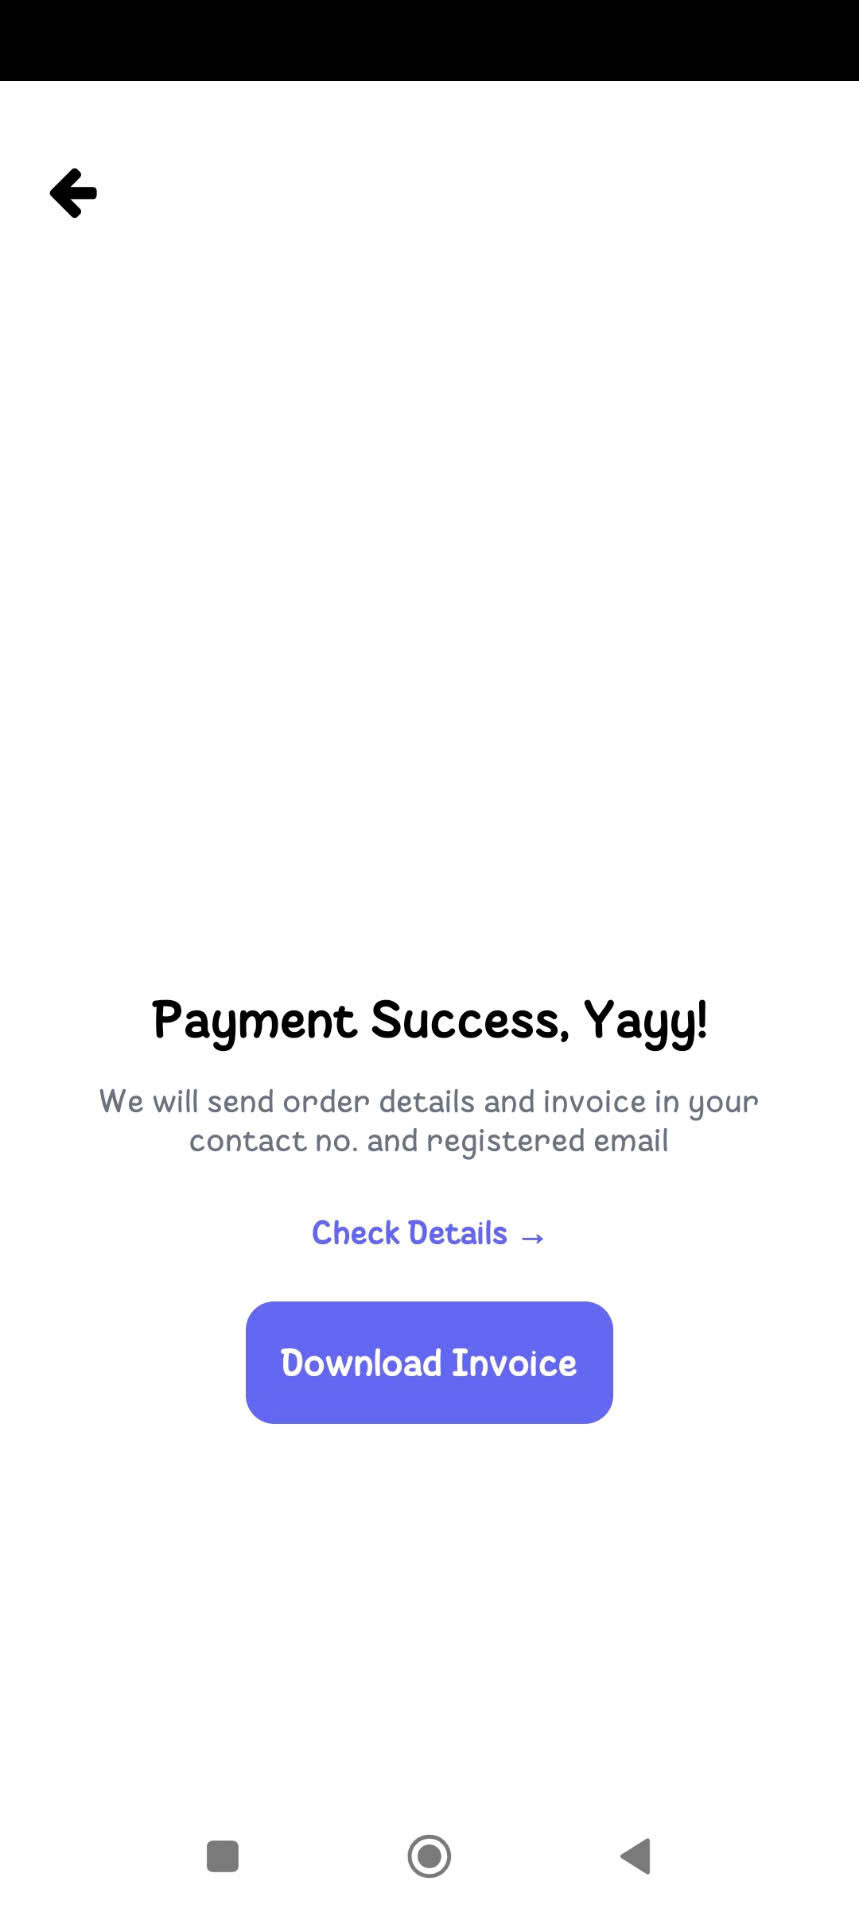 Payment Success, Yayy!
We will send order details and invoice in your
contact no. and registered email
Check Details →
Download Invoice